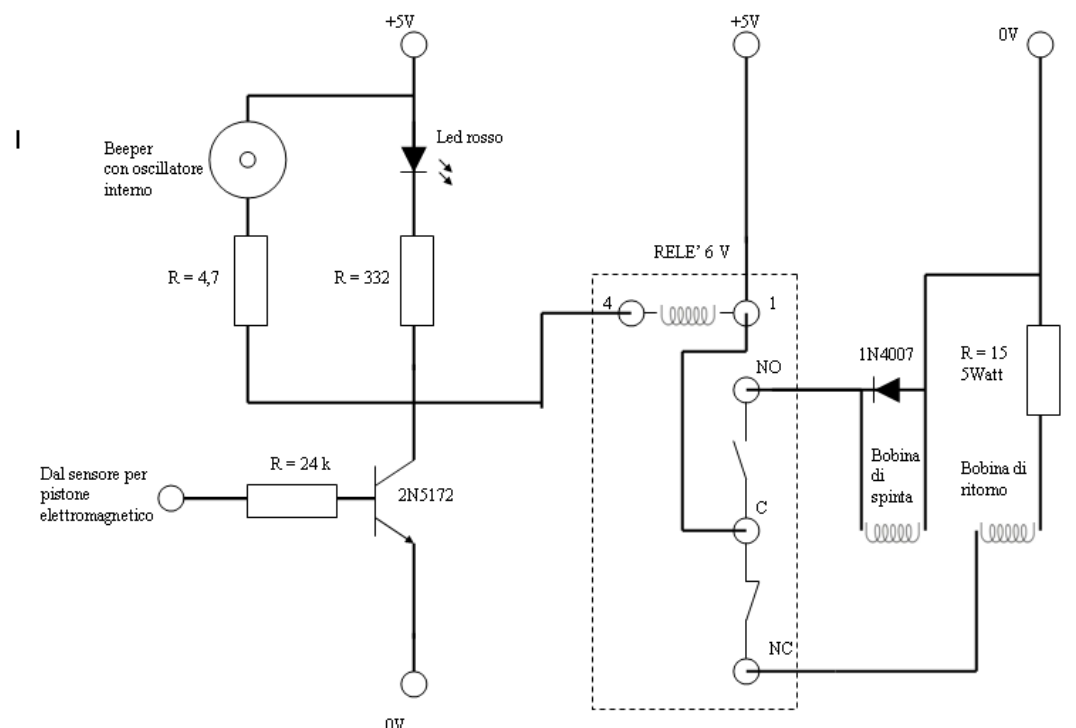 +5V
+5V
0V
Beeper
con oscillatore
interno
Led rosso
R = 4,7
R = 332
RELE' 6 V
4
1
NO
1N4007
R = 15
5Watt
Bobina
di
spinta
Bobina di
ritorno
Dal sensore per
pistone
elettromagnetico
R = 24 k
2N5172
C
NC
0V